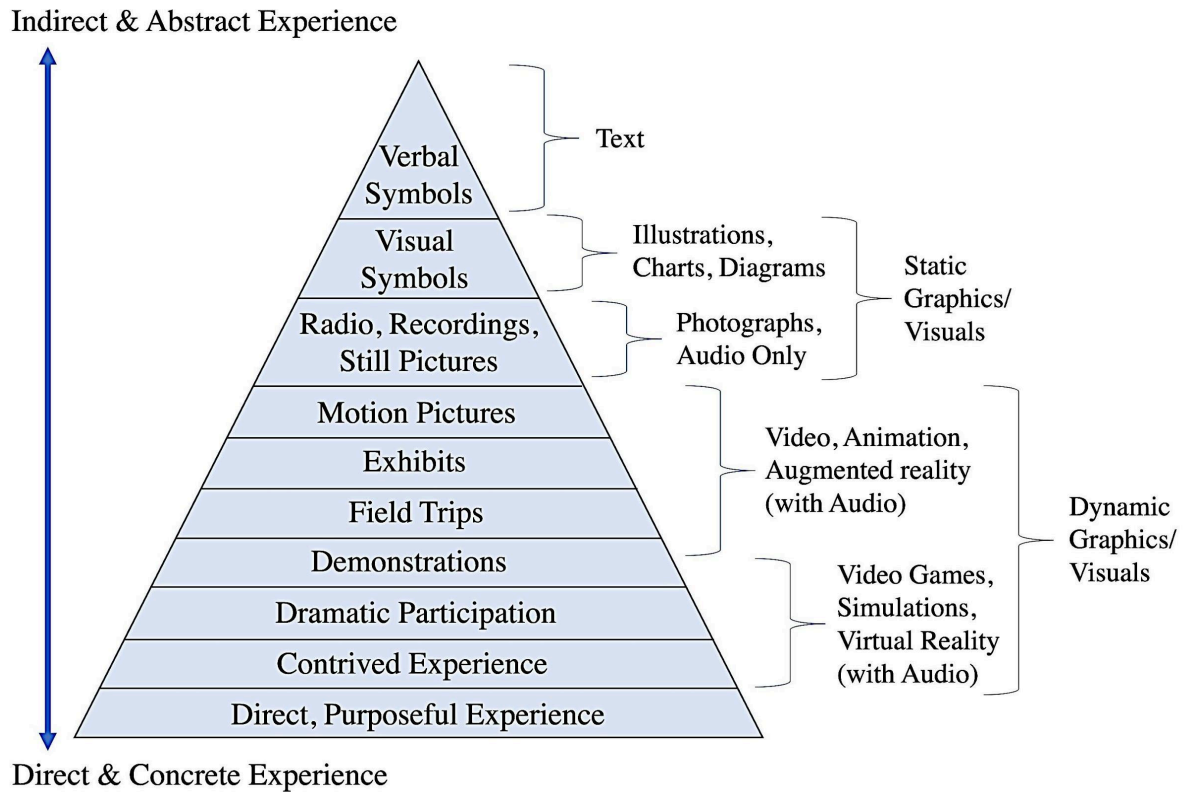 Indirect & Abstract Experience
Verbal
Symbols
Text
Visual
Symbols
Illustrations,
Charts, Diagrams
Radio, Recordings,
Still Pictures
Photographs,
Audio Only
Static
Graphics/
Visuals
Motion Pictures
Exhibits
Field Trips
Demonstrations
Video, Animation,
Augmented reality
(with Audio)
Dramatic Participation
Contrived Experience
Video Games,
Simulations,
Virtual Reality
(with Audio)
Dynamic
Graphics/
Visuals
Direct, Purposeful Experience
Direct & Concrete Experience